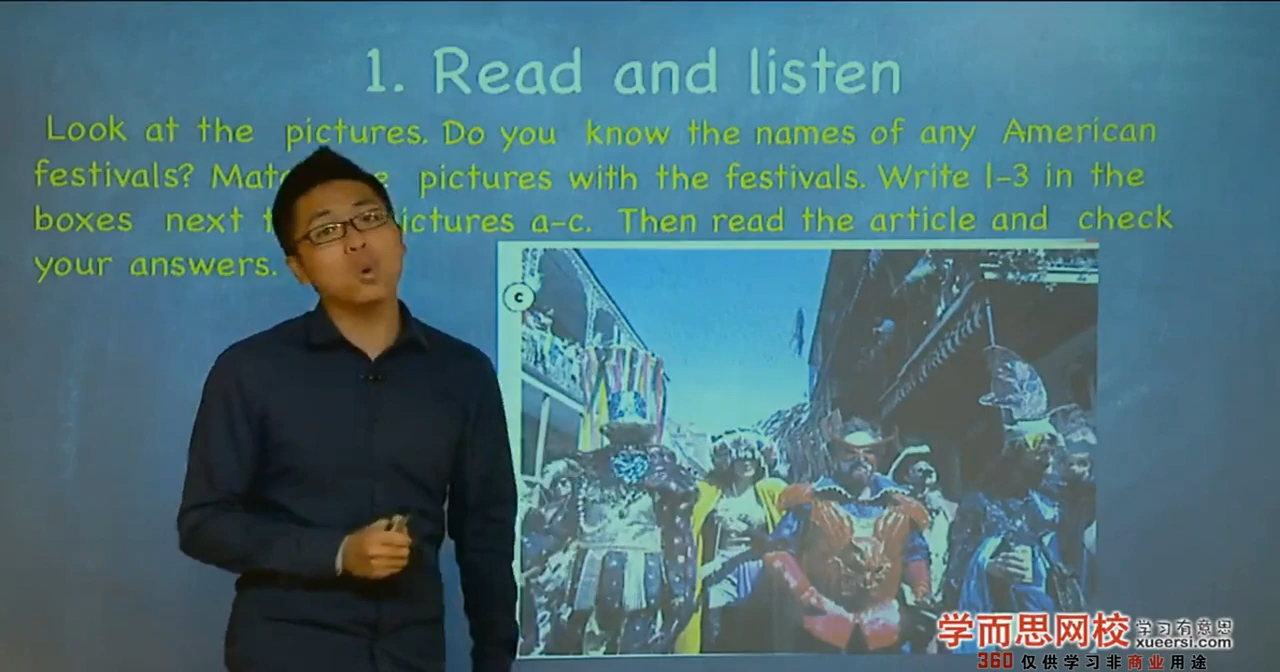 1. Read and listen
Look at the pictures. Do you know the names of any American
festivals? pictures with the festivals. Write 1-3 in the
boxes next pictures a-c. Then read the article and check
your answers.
c
学而思网校 学习有意思
xueersi.com
360 仅供学习非商业用途